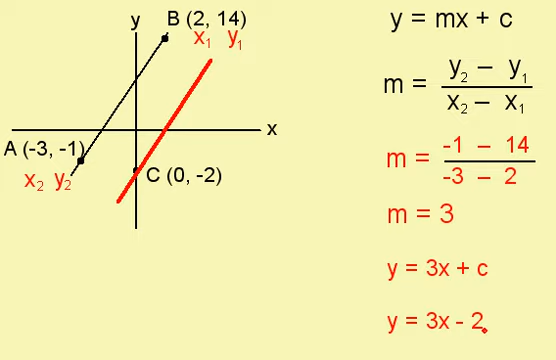 y
B (2, 14)
x₁ y₁
x
A (-3, -1)
x₂ y₂
C (0, -2)
y = mx + c
m = y₂ – y₁
x₂ – x₁
m = -1 – 14
-3 – 2
m = 3
y = 3x + c
y = 3x - 2